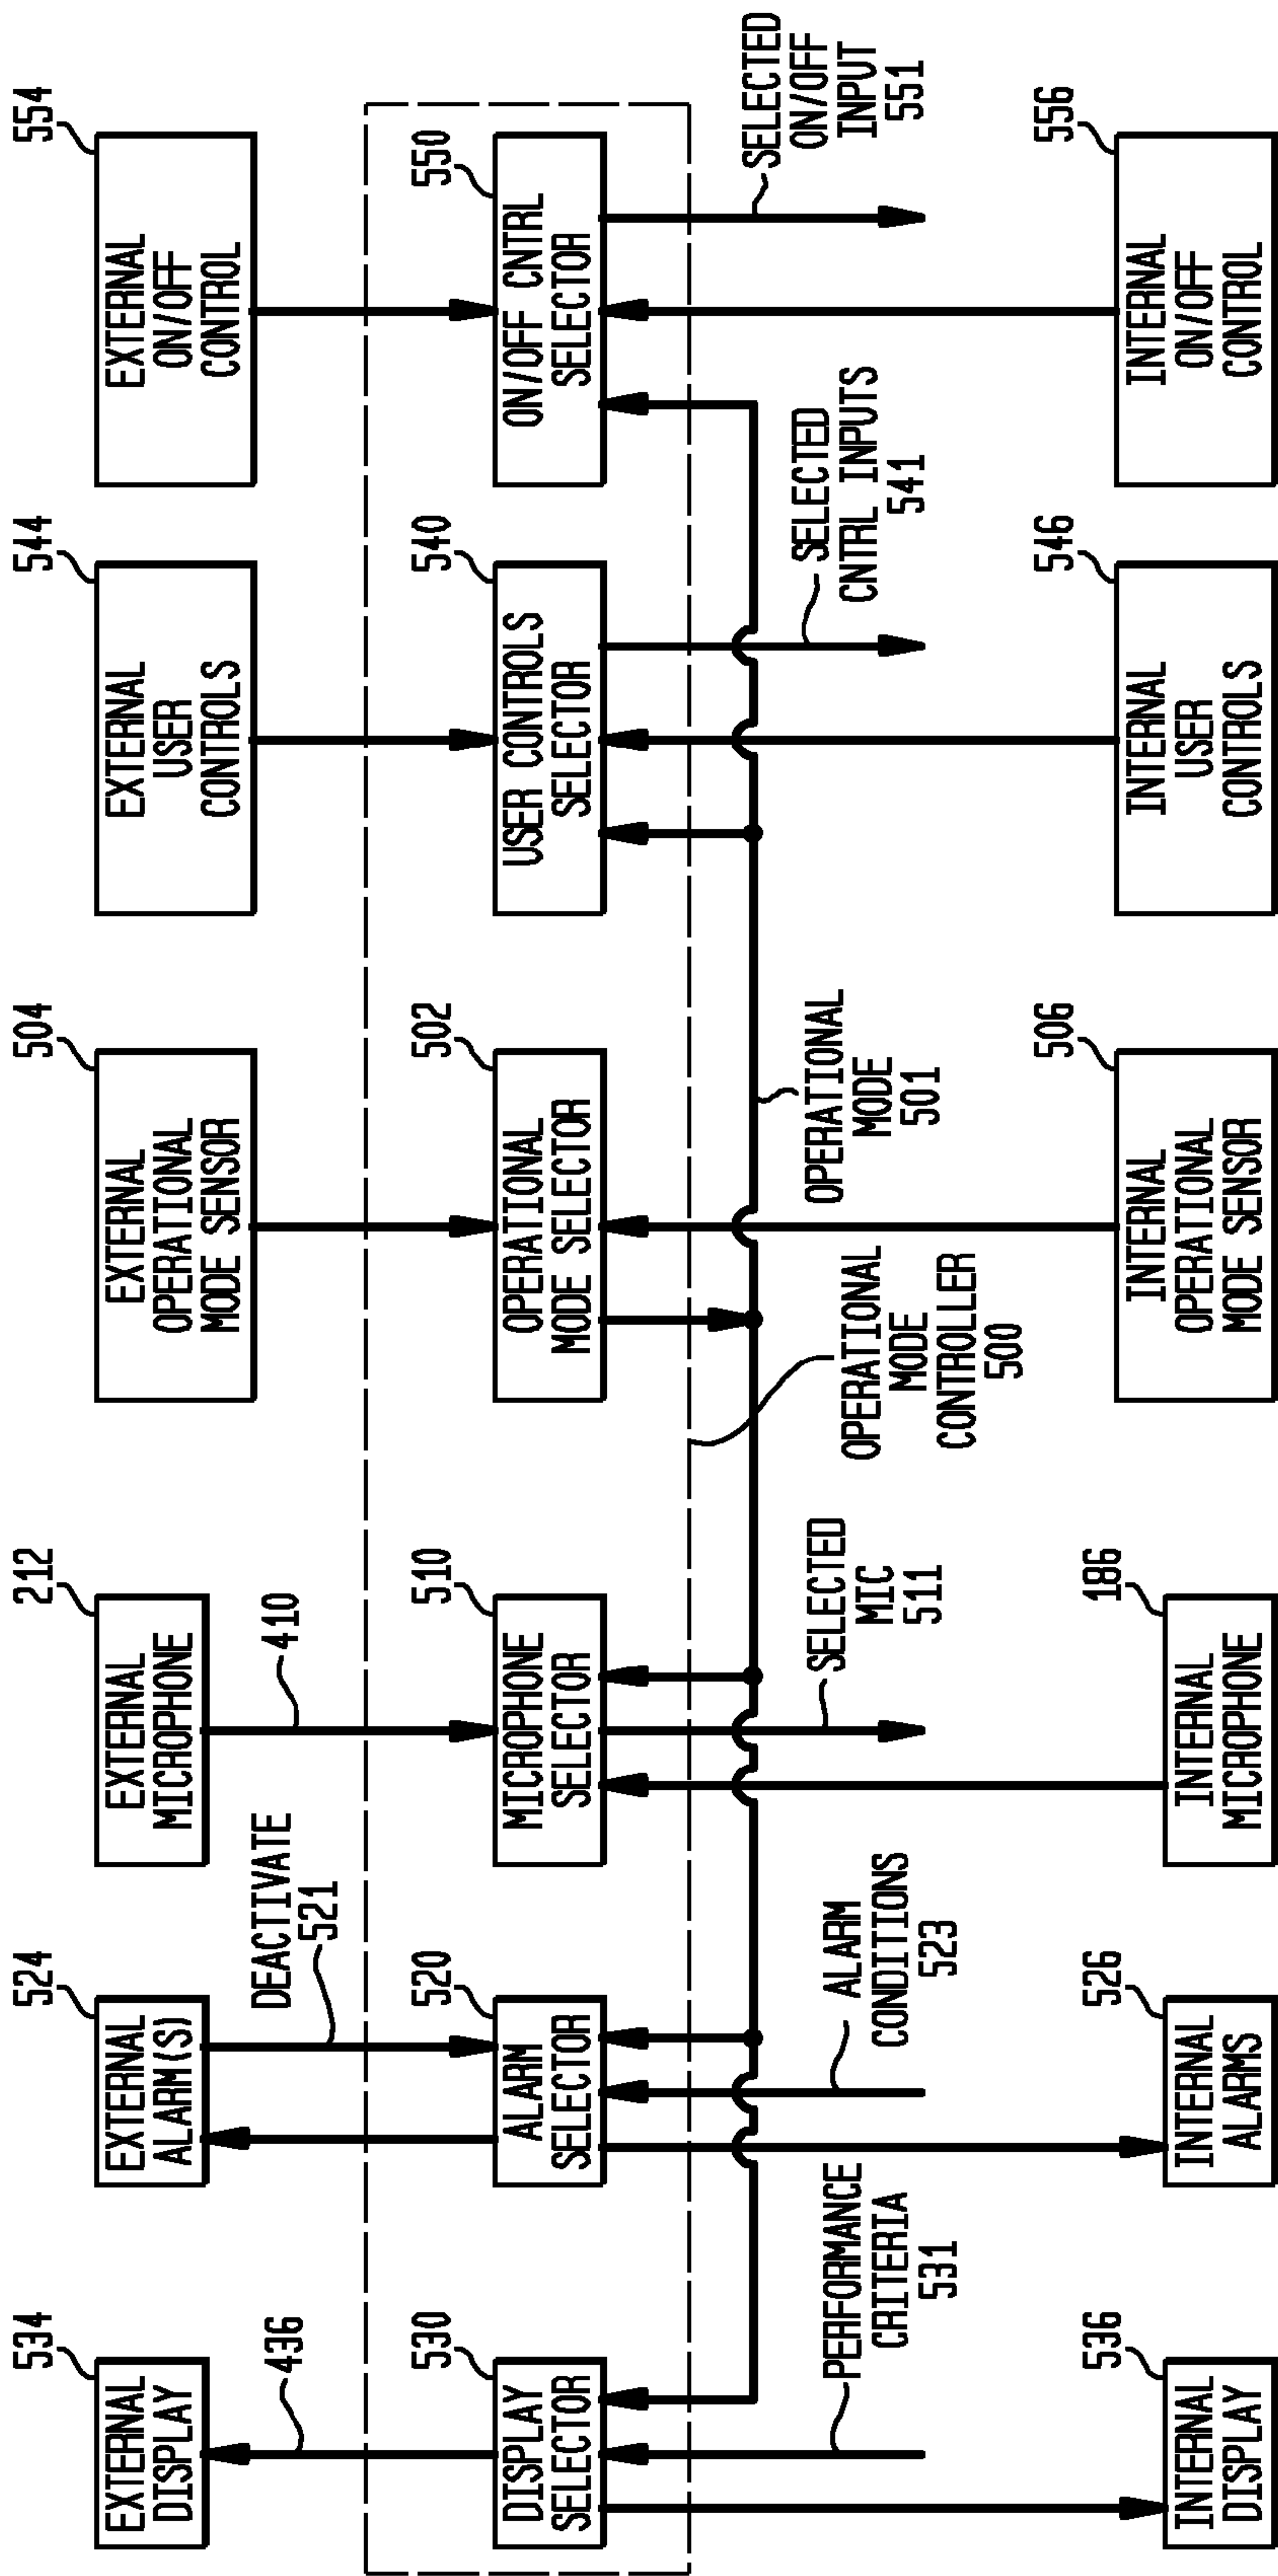 534
EXTERNAL
DISPLAY
436
530
DISPLAY
SELECTOR
PERFORMANCE
CRITERIA
531
536
INTERNAL
DISPLAY
524
EXTERNAL
ALARM(S)
DEACTIVATE
521
520
ALARM
SELECTOR
ALARM
CONDITIONS
523
526
INTERNAL
ALARMS
212
EXTERNAL
MICROPHONE
410
510
MICROPHONE
SELECTOR
SELECTED
MIC
511
186
INTERNAL
MICROPHONE
504
EXTERNAL
OPERATIONAL
MODE SENSOR
502
OPERATIONAL
MODE SELECTOR
OPERATIONAL
MODE
CONTROLLER
500
OPERATIONAL
MODE
501
506
INTERNAL
OPERATIONAL
MODE SENSOR
544
EXTERNAL
USER
CONTROLS
540
USER CONTROLS
SELECTOR
SELECTED
CNTRL INPUTS
541
546
INTERNAL
USER
CONTROLS
554
EXTERNAL
ON/OFF
CONTROL
550
ON/OFF CNTRL
SELECTOR
SELECTED
ON/OFF
INPUT
551
556
INTERNAL
ON/OFF
CONTROL